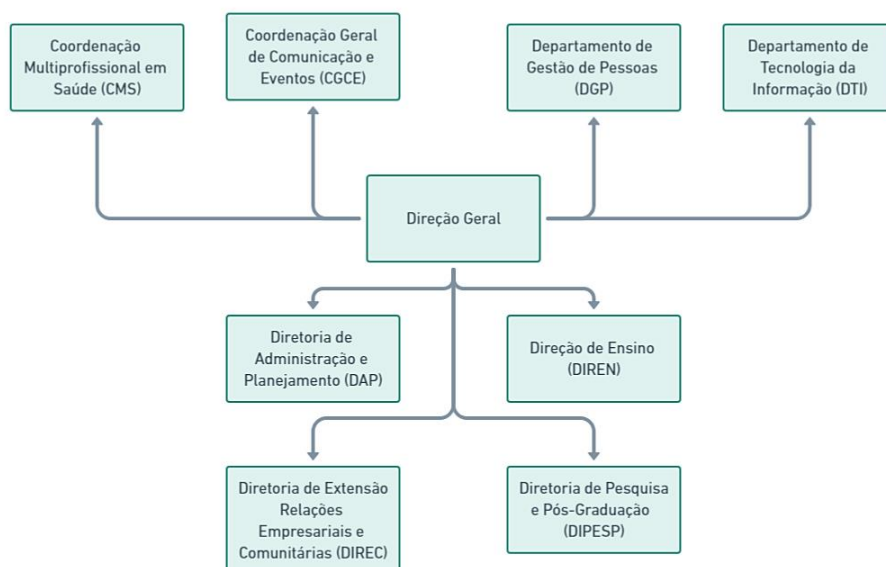 Coordenação
Multiprofissional em
Saúde (CMS)
Coordenação Geral
de Comunicação e
Eventos (CGCE)
Departamento de
Gestão de Pessoas
(DGP)
Departamento de
Tecnologia da
Informação (DTI)
Direção Geral
Diretoria de
Administração e
Planejamento (DAP)
Direção de Ensino
(DIREN)
Diretoria de Extensão
Relações
Empresariais e
Comunitárias (DIREC)
Diretoria de Pesquisa
e Pós-Graduação
(DIPESP)